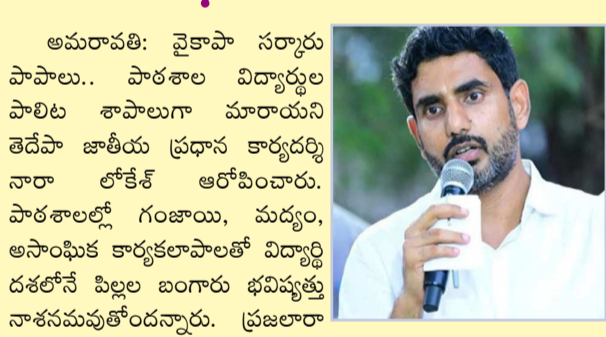 అమరావతి: వైకాపా సర్కారు
పాపాలు.. పాఠశాల విద్యార్థుల
పాలిట శాపాలుగా మారాయని
తెదేపా జాతీయ ప్రధాన కార్యదర్శి
నారా లోకేశ్ ఆరోపించారు.
పాఠశాలల్లో గంజాయి, మద్యం,
అసాంఘిక కార్యకలాపాలతో విద్యార్థి
దశలోనే పిల్లల బంగారు భవిష్యత్తు
నాశనమవుతోందన్నారు. ప్రజలారా